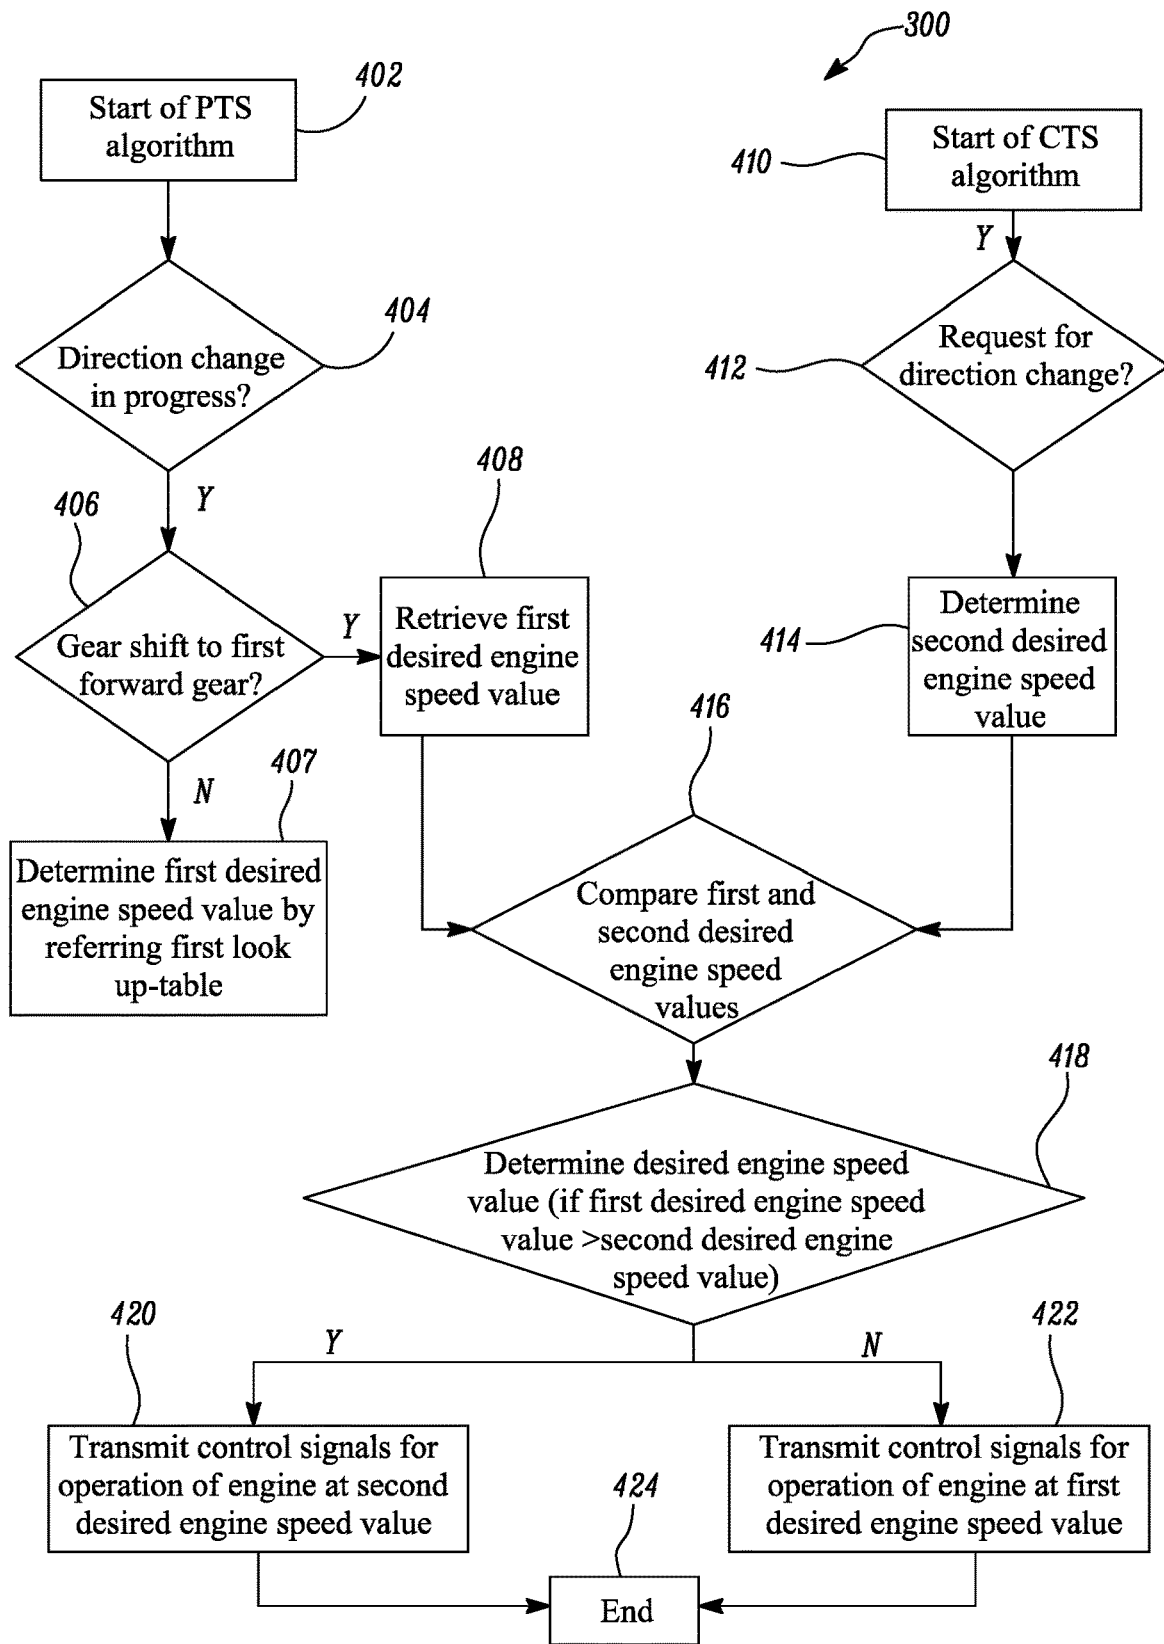 300
402
Start of PTS
algorithm
410
Start of CTS
algorithm
Y
404
Direction change
in progress?
412
Request for
direction change?
Y
406
Gear shift to first
forward gear?
Y
408
Retrieve first
desired engine
speed value
414
Determine
second desired
engine speed
value
N
407
Determine first desired
engine speed value by
referring first look
up-table
416
Compare first and
second desired
engine speed
values
418
Determine desired engine speed
value (if first desired engine speed
value >second desired engine
speed value)
Y
N
420
Transmit control signals for
operation of engine at second
desired engine speed value
422
Transmit control signals for
operation of engine at first
desired engine speed value
424
End